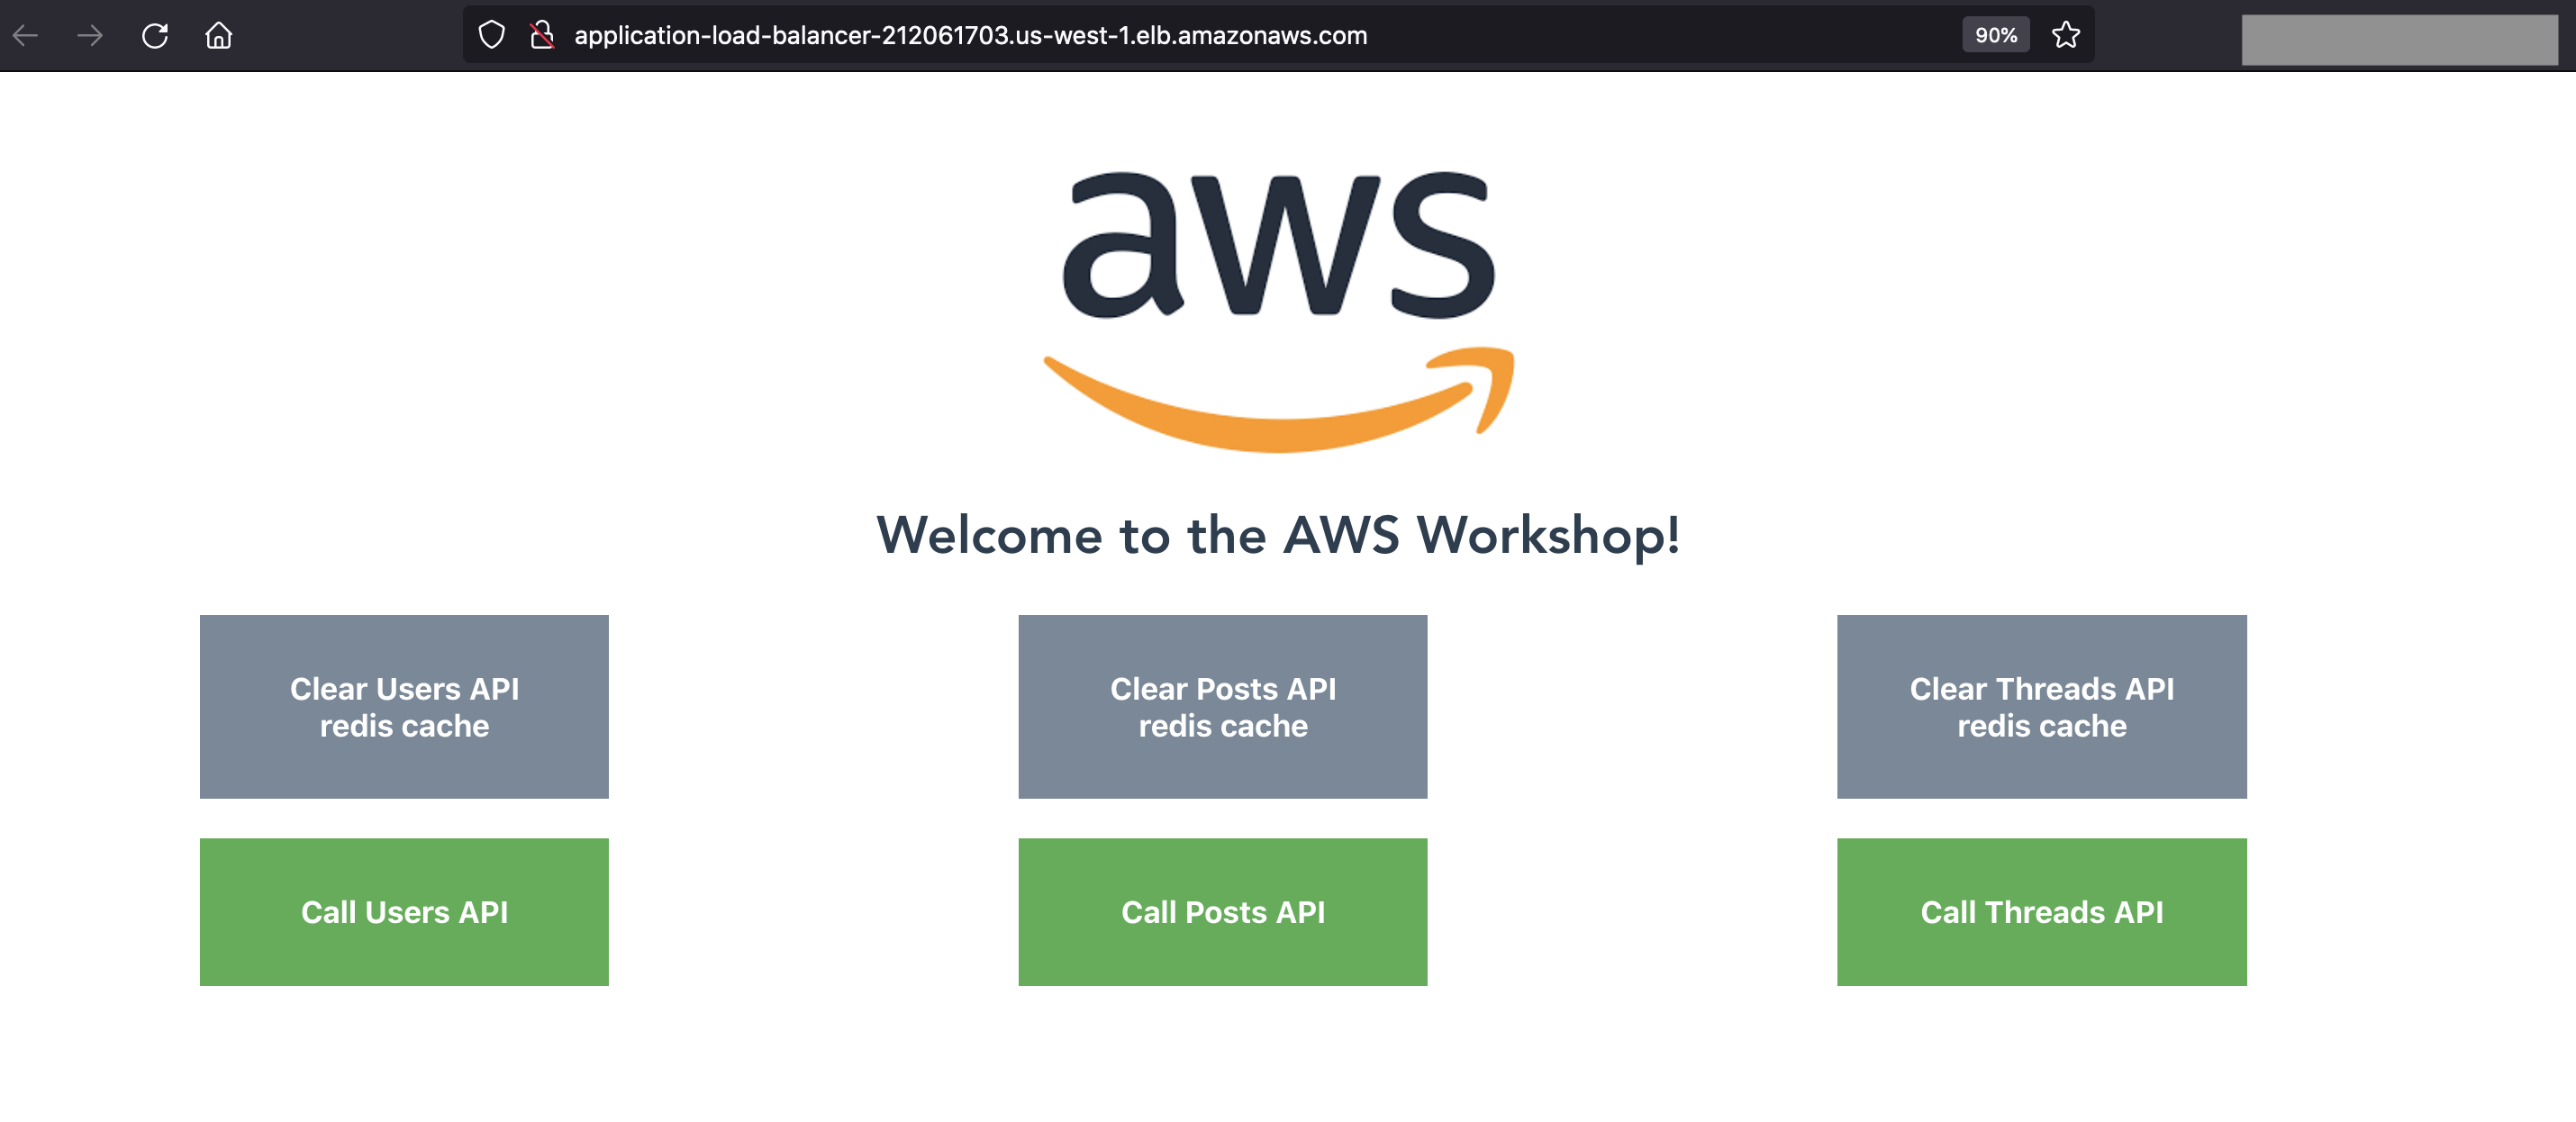 application-load-balancer-212061703.us-west-1.elb.amazonaws.com
90%
aws
Welcome to the AWS Workshop!
Clear Users API
redis cache
Clear Posts API
redis cache
Clear Threads API
redis cache
Call Users API
Call Posts API
Call Threads API